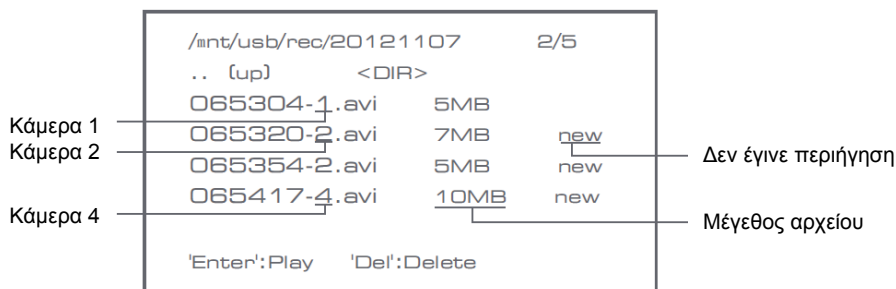 /mnt/usb/rec/20121107 2/5
.. (up) <DIR>
065304-1.avi 5MB
Κάμερα 1
065320-2.avi 7MB new
Κάμερα 2
Δεν έγινε περιήγηση
065354-2.avi 5MB new
065417-4.avi 10MB new
Κάμερα 4
Μέγεθος αρχείου
'Enter':Play 'Del':Delete